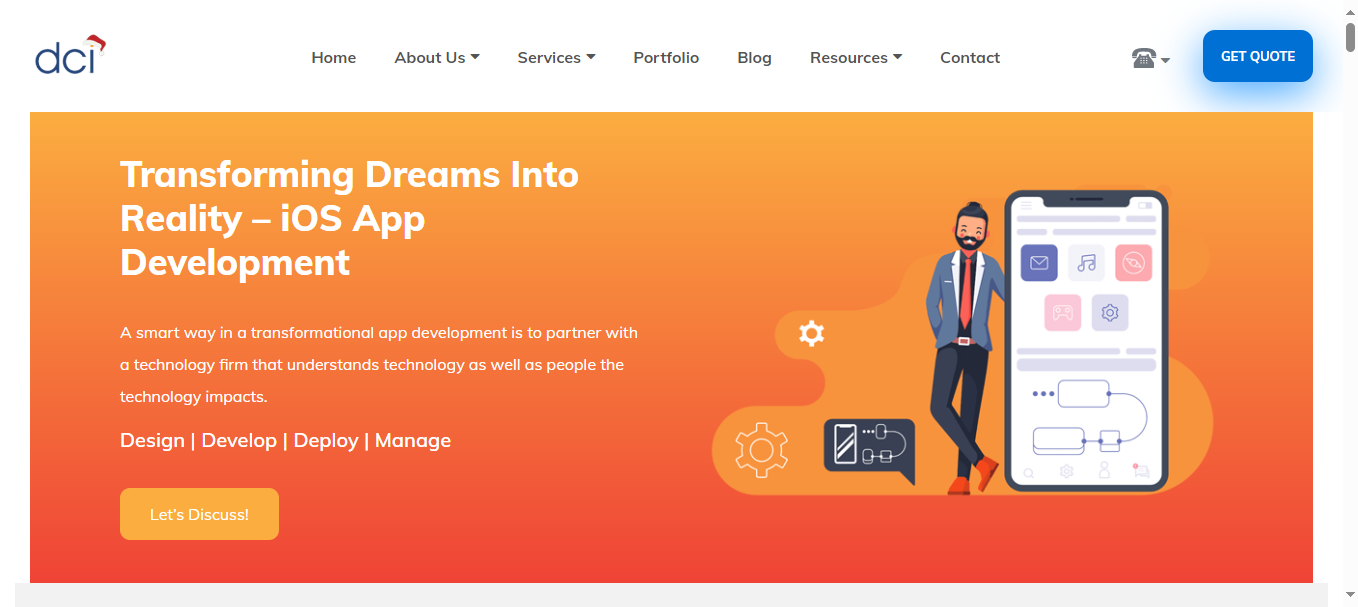 dci
Home
About Us
Services
Portfolio
Blog
Resources
Contact
GET QUOTE
Transforming Dreams Into
Reality – iOS App
Development
A smart way in a transformational app development is to partner with
a technology firm that understands technology as well as people the
technology impacts.
Design | Develop | Deploy | Manage
Let's Discuss!